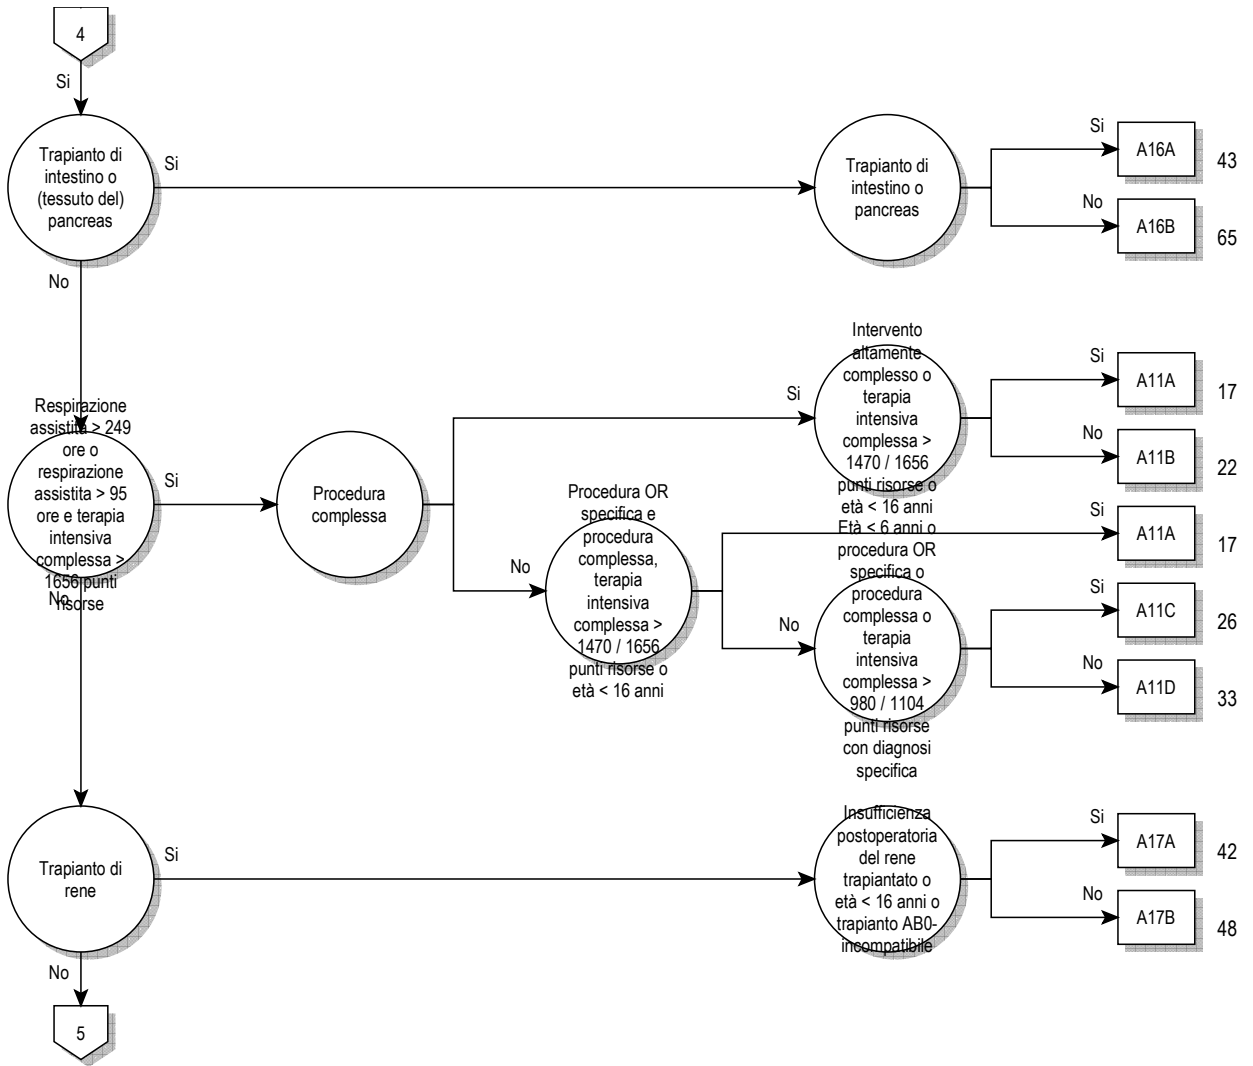 4
Si
Trapianto di
intestino o
(tessuto del)
pancreas
Si
Trapianto di
intestino o
pancreas
Si
A16A
43
No
A16B
65
No
Respirazione
assistita > 249
ore o
respirazione
assistita > 95
ore e terapia
intensiva
complessa >
1656 punti
risorse
Si
Procedura
complessa
Si
Intervento
altamente
complesso o
terapia
intensiva
complessa >
1470 / 1656
punti risorse o
età < 16 anni
Si
A11A
17
No
A11B
22
No
Procedura OR
specifica e
procedura
complessa,
terapia
intensiva
complessa >
1470 / 1656
punti risorse o
età < 16 anni
Si
A11A
17
No
Età < 6 anni o
procedura OR
specifica o
procedura
complessa o
terapia
intensiva
complessa >
980 / 1104
punti risorse
con diagnosi
specifica
Si
A11C
26
No
A11D
33
No
Trapianto di
rene
Si
Insufficienza
postoperatoria
del rene
trapiantato o
età < 16 anni o
trapianto AB0-
incompatibile
Si
A17A
42
No
A17B
48
No
5